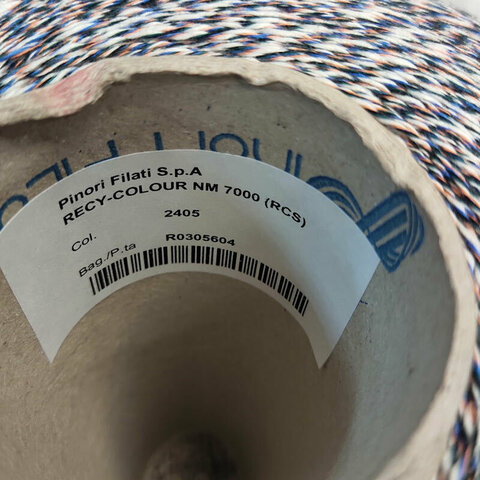 Pinori Filati S.p.A
RECY-COLOUR NM 7000 (RCS)
Col. 2405
Bag./P.ta R0305604